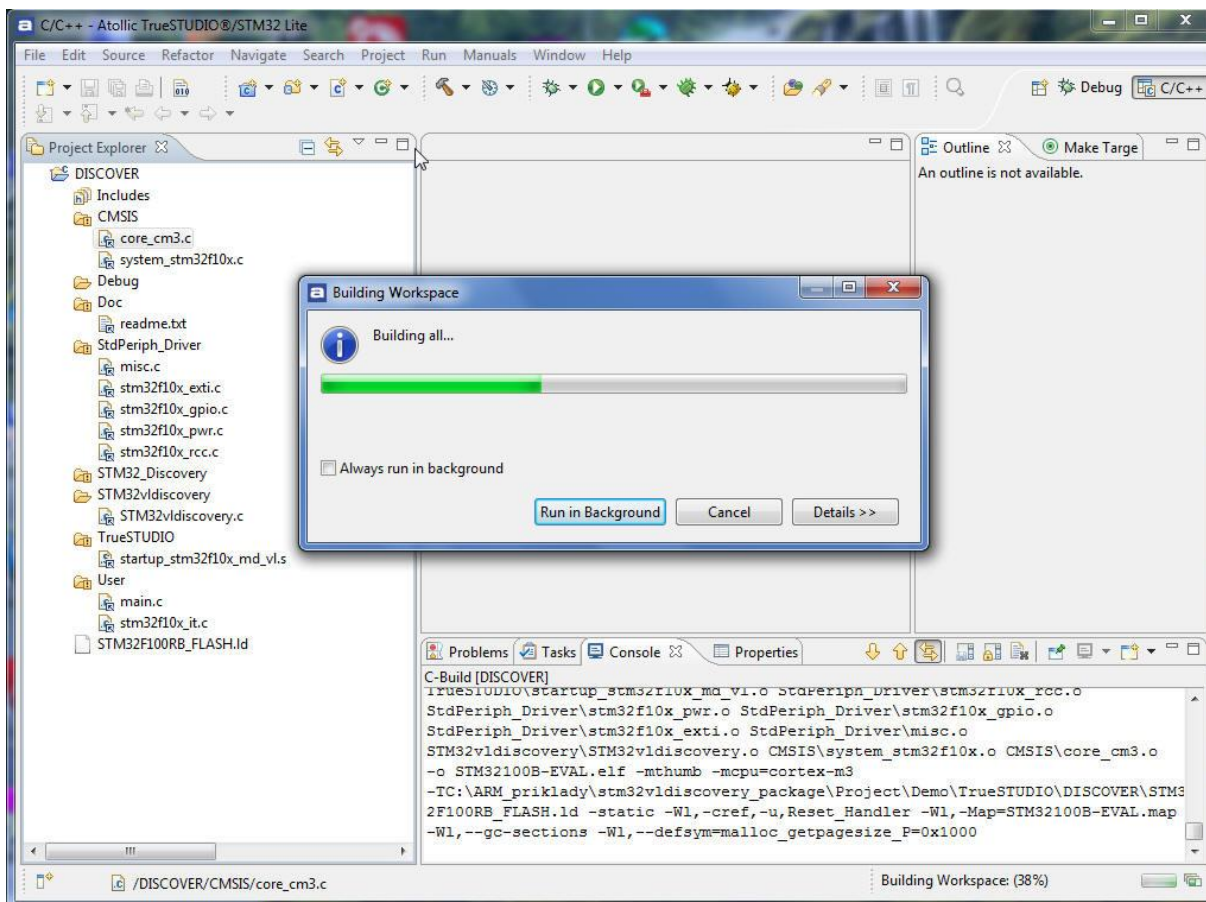 C/C++ - Atollic TrueSTUDIO®/STM32 Lite
File Edit Source Refactor Navigate Search Project Run Manuals Window Help
Debug C/C++
Project Explorer
DISCOVER
Includes
CMSIS
core_cm3.c
system_stm32f10x.c
Debug
Doc
readme.txt
StdPeriph_Driver
misc.c
stm32f10x_exti.c
stm32f10x_gpio.c
stm32f10x_pwr.c
stm32f10x_rcc.c
STM32_Discovery
STM32vldiscovery
STM32vldiscovery.c
TrueSTUDIO
startup_stm32f10x_md_vl.s
User
main.c
stm32f10x_it.c
STM32F100RB_FLASH.ld
Outline Make Targe
An outline is not available.
Building Workspace
Building all...
Always run in background
Run in Background Cancel Details >>
Problems Tasks Console Properties
C-Build [DISCOVER]
TrueSTUDIO\startup_stm32f10x_md_vl.o StdPeriph_Driver\stm32f10x_rcc.o
StdPeriph_Driver\stm32f10x_pwr.o StdPeriph_Driver\stm32f10x_gpio.o
StdPeriph_Driver\stm32f10x_exti.o StdPeriph_Driver\misc.o
STM32vldiscovery\STM32vldiscovery.o CMSIS\system_stm32f10x.o CMSIS\core_cm3.o
-o STM32100B-EVAL.elf -mthumb -mcpu=cortex-m3
-TC:\ARM_priklady\stm32vldiscovery_package\Project\Demo\TrueSTUDIO\DISCOVER\STM3
2F100RB_FLASH.ld -static -Wl,-cref,-u,Reset_Handler -Wl,-Map=STM32100B-EVAL.map
-Wl,--gc-sections -Wl,--defsym=malloc_getpagesize_P=0x1000
/DISCOVER/CMSIS/core_cm3.c
Building Workspace: (38%)